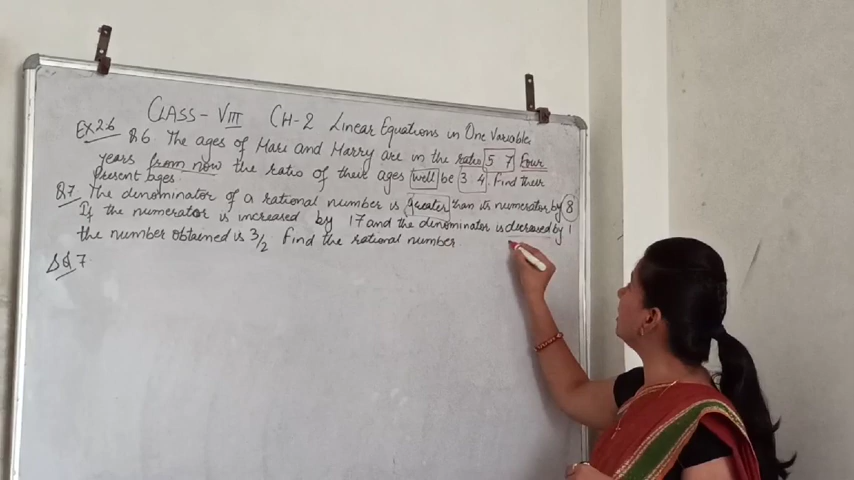 CLASS - VIII CH-2 Linear Equations in One Variable
Ex 2.6 Q6. The ages of Hari and Harry are in the ratio 5 7 Four
years from now the ratio of their ages will be 3 4. Find their
Present ages
Q7. The denominator of a rational number is greater than its numerator by 8
If the numerator is increased by 17 and the denominator is decreased by 1
the number obtained is 3/2 Find the rational number
Q 7